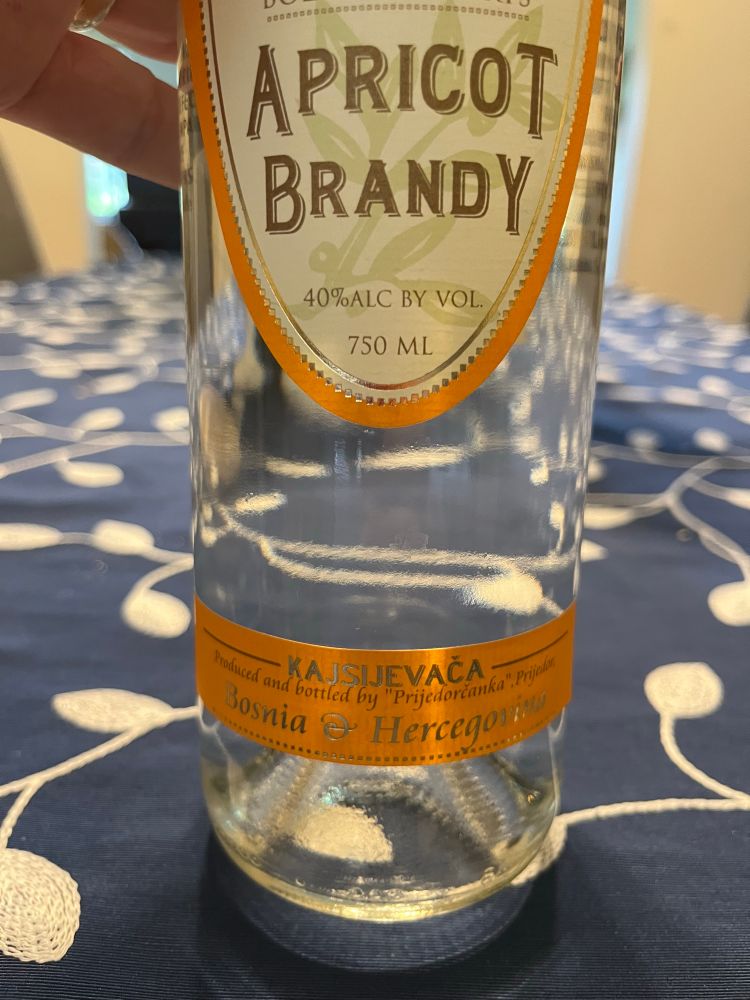 APRICOT
BRANDY
40%ALC BY VOL.
750 ML
KAJSIJEVAČA
Produced and bottled by "Prijedorčanka".Prijedor,
Bosnia & Hercegovina